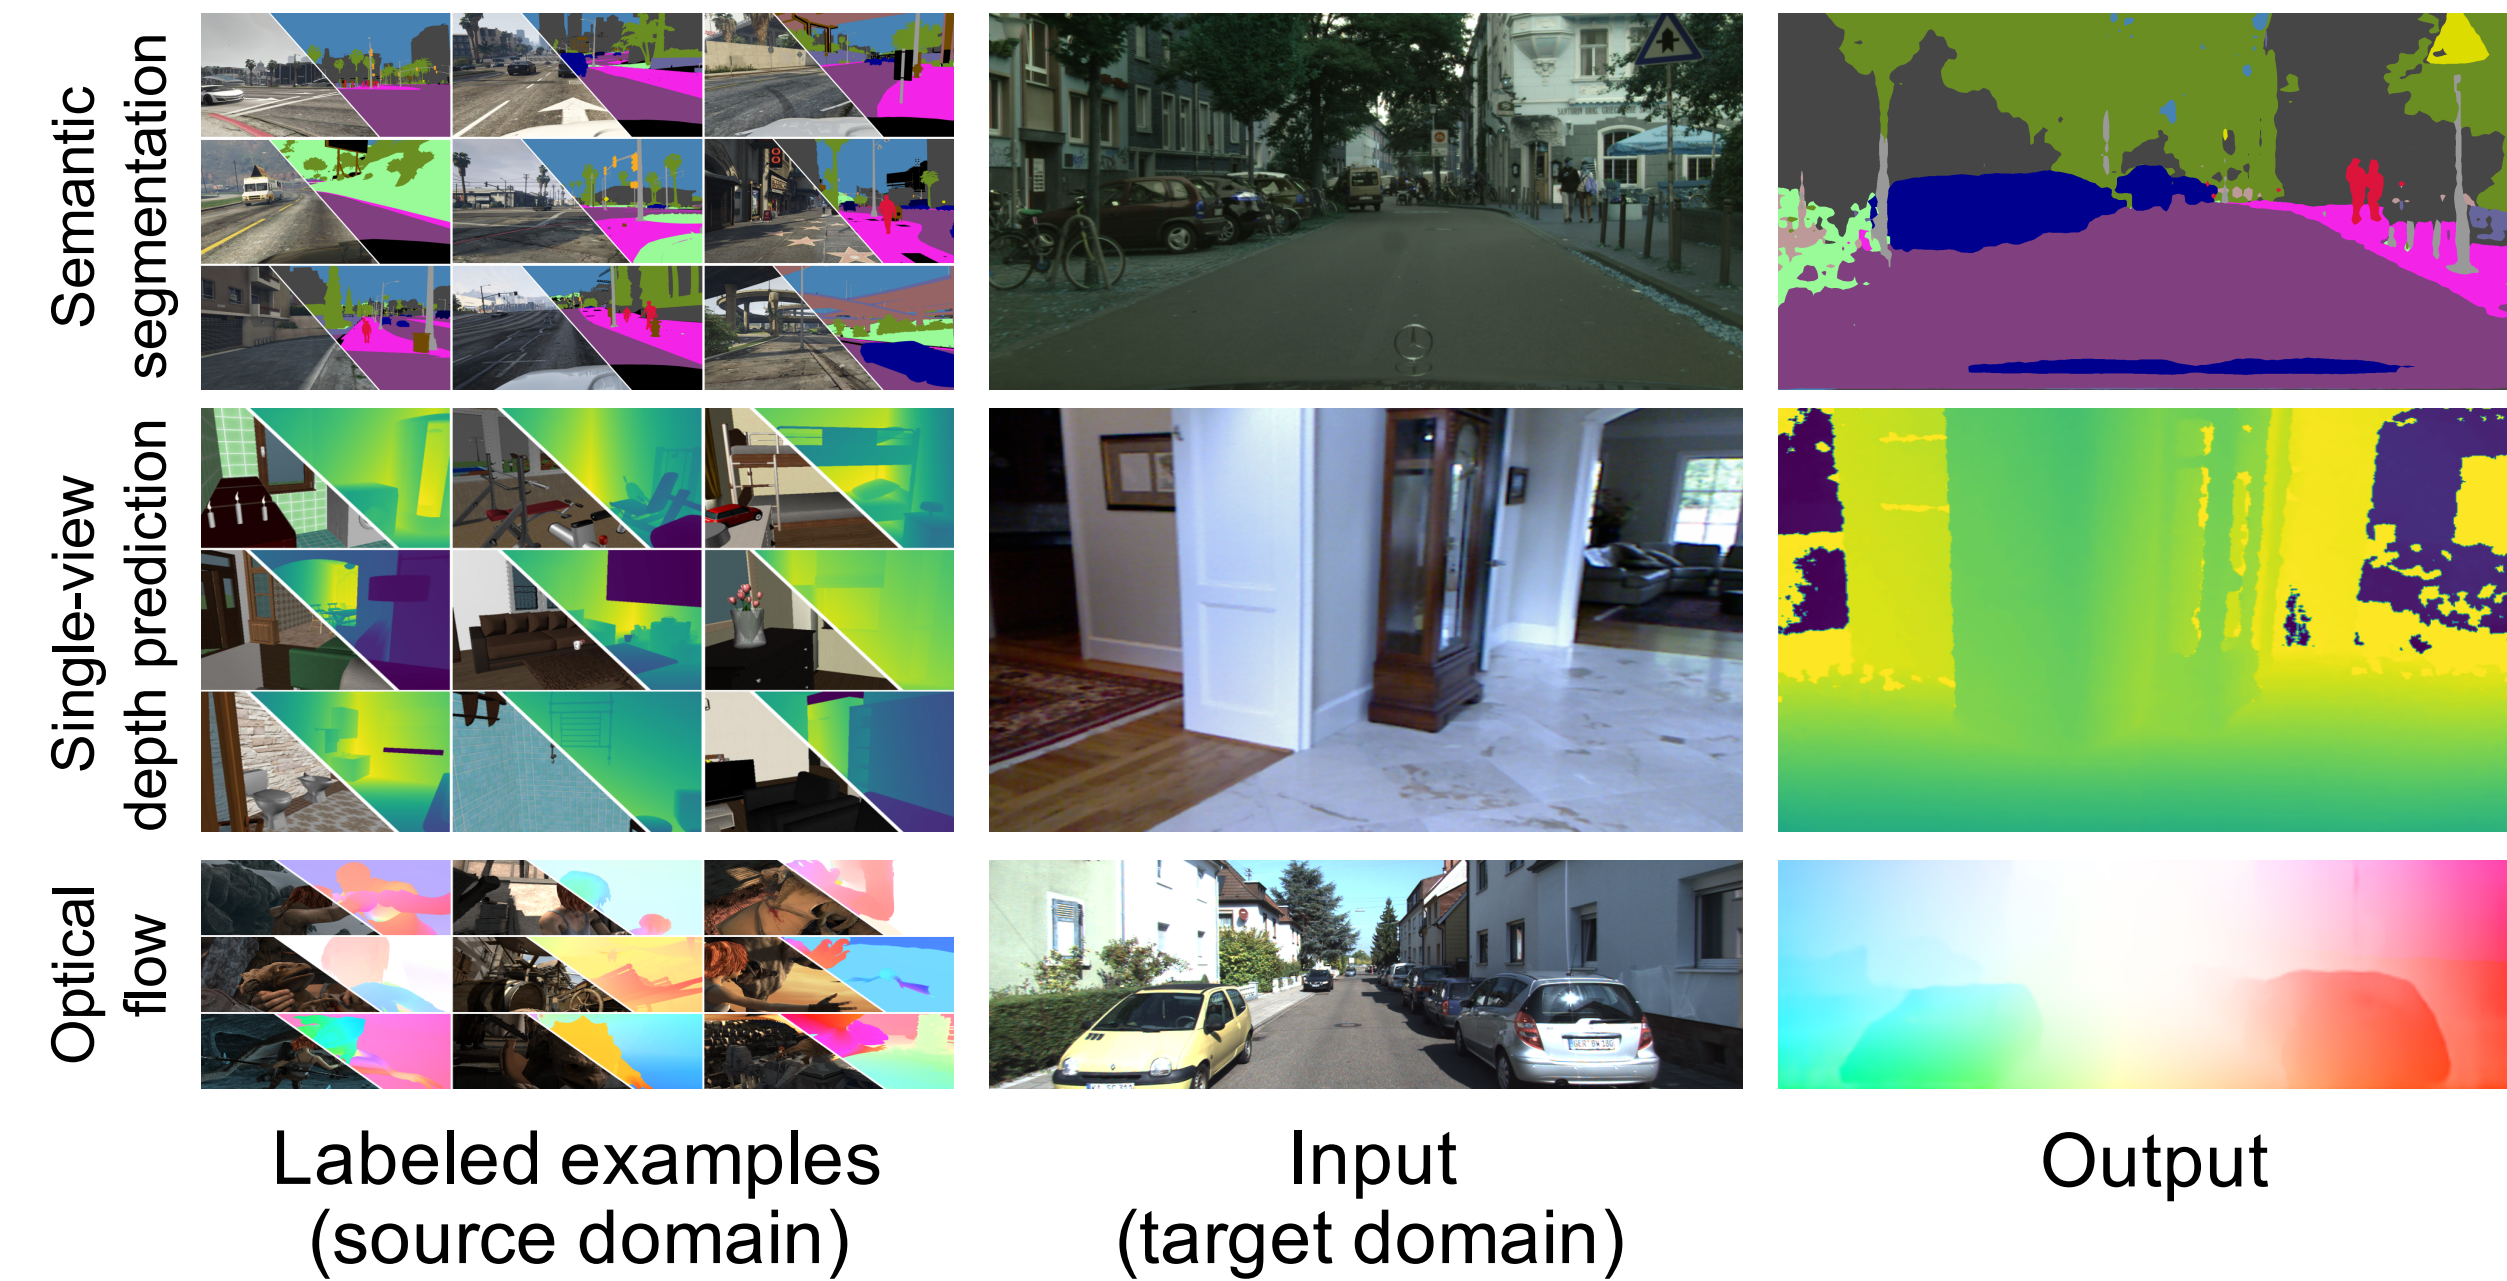 Semantic
segmentation
Single-view
depth prediction
Optical
flow
Labeled examples
(source domain)
Input
(target domain)
Output